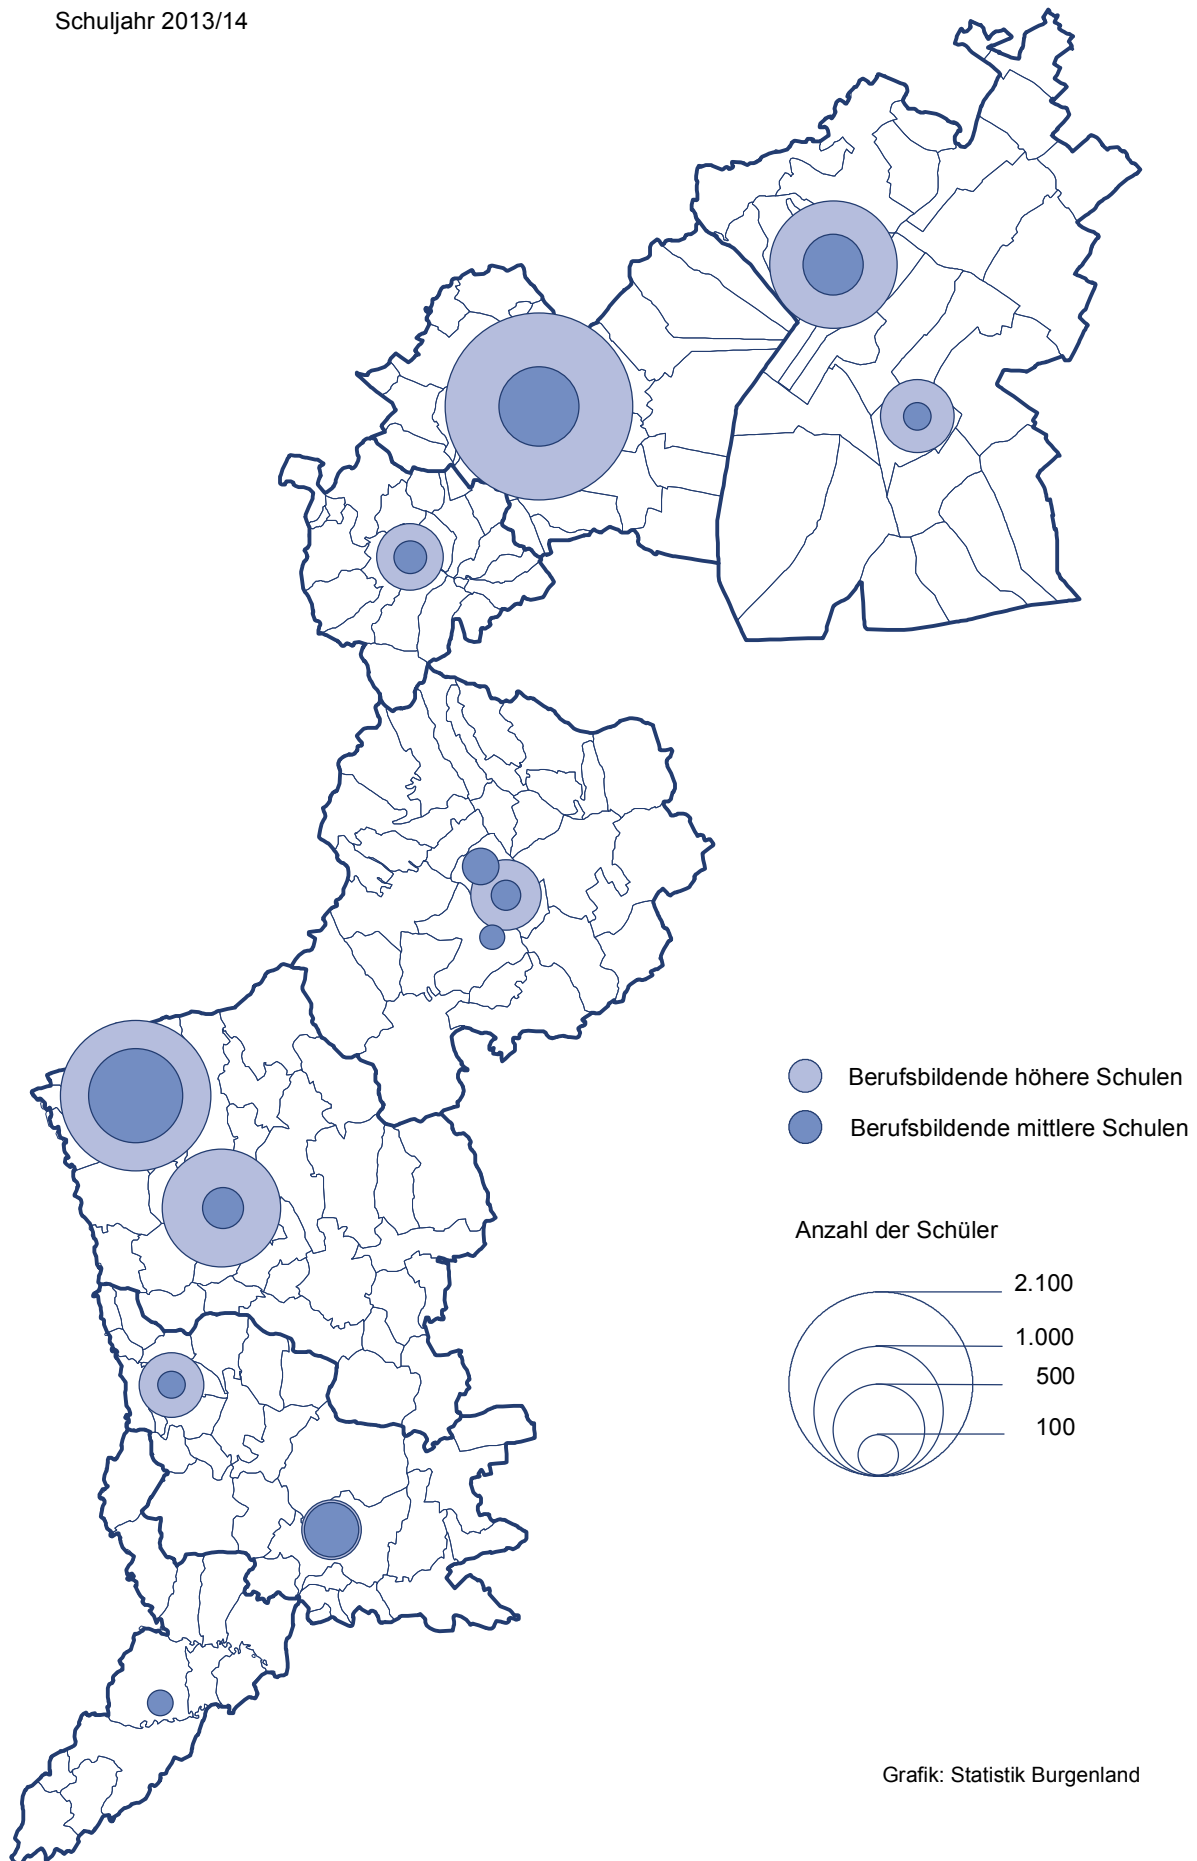 Schuljahr 2013/14
Berufsbildende höhere Schulen
Berufsbildende mittlere Schulen
Anzahl der Schüler
2.100
1.000
500
100
Grafik: Statistik Burgenland